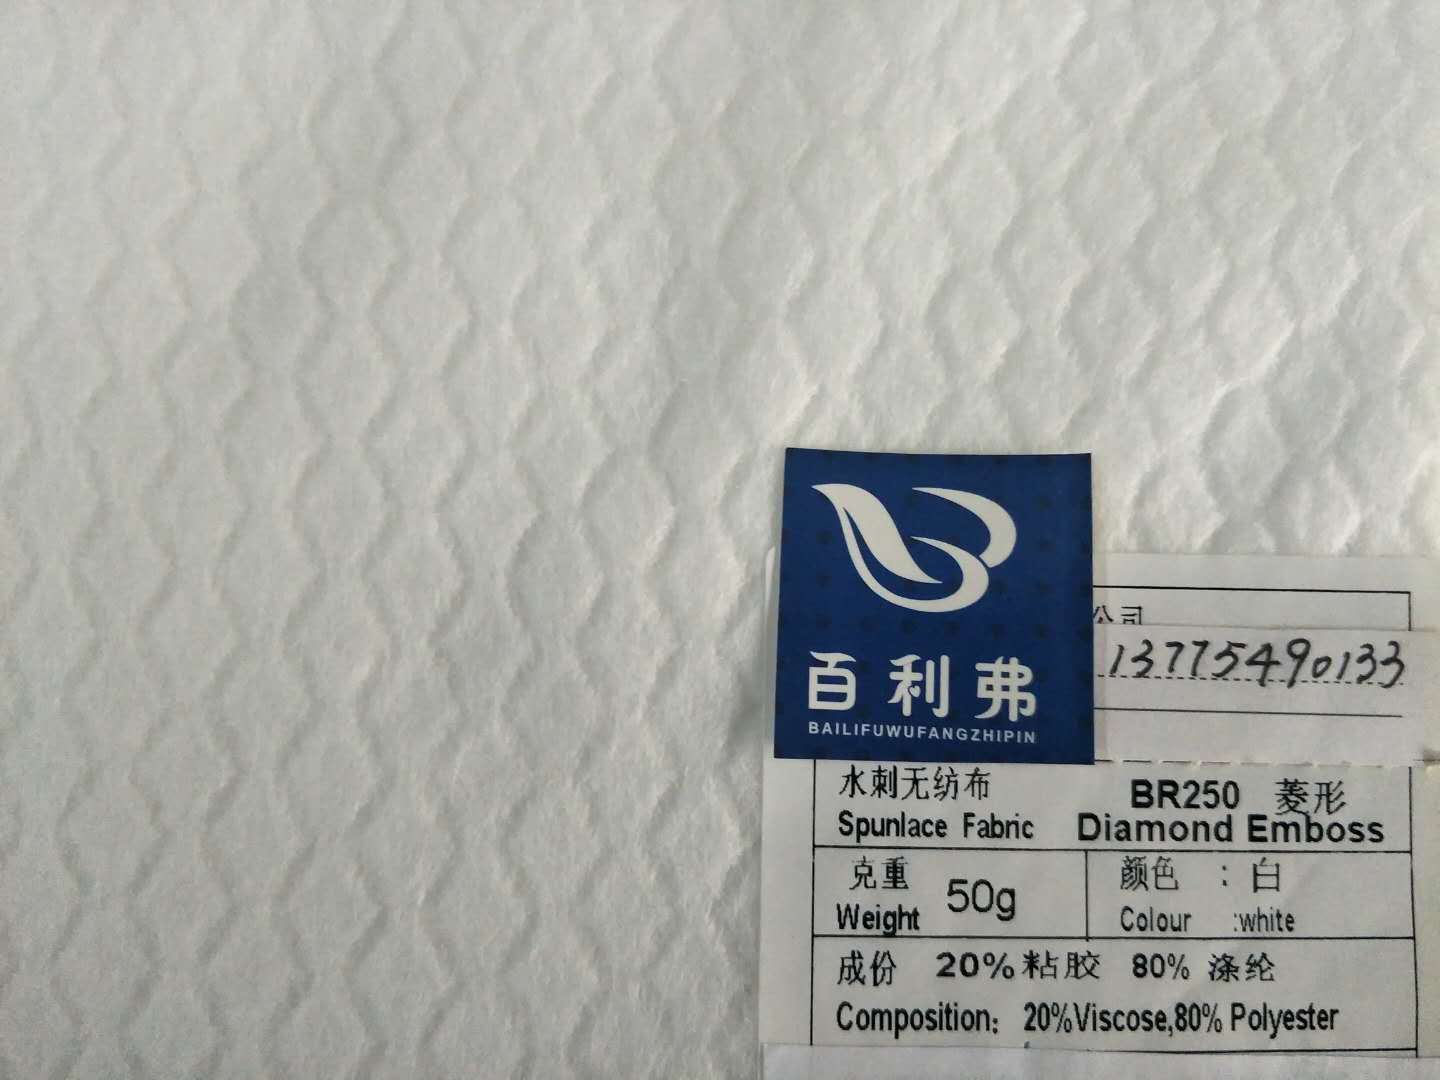 公司
13775490133
百利弗
BAILIFUWUFANGZHIPIN
水刺无纺布 BR250 菱形
Spunlace Fabric Diamond Emboss
克重 50g 颜色 : 白
Weight Colour :white
成份 20%粘胶 80% 涤纶
Composition: 20%Viscose,80% Polyester